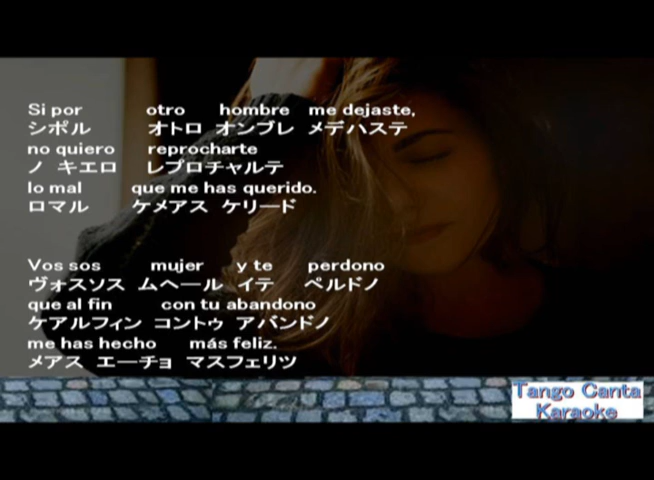 Si por otro hombre me dejaste,
シポル オトロ オンブレ メデハステ
no quiero reprocharte
ノ キエロ レプロチャルテ
lo mal que me has querido.
ロマル ケメアス ケリード
Vos sos mujer y te perdono
ヴォスソス ムヘール イテ ペルドノ
que al fin con tu abandono
ケアルフィン コントゥ アバンドノ
me has hecho más feliz.
メアス エーチョ マスフェリツ
Tango Canta
Karaoke